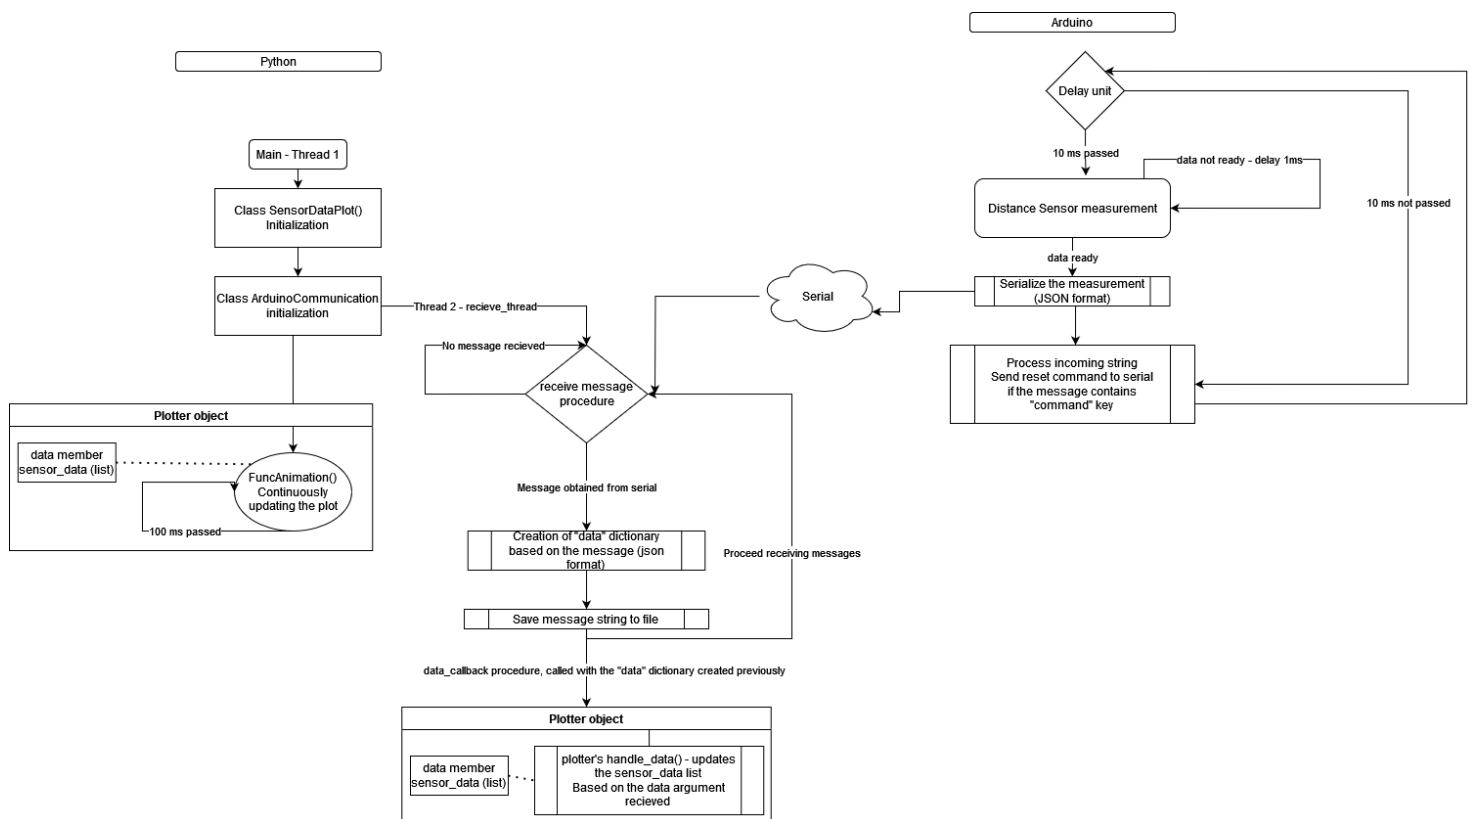 Arduino
Python
Delay unit
10 ms passed
data not ready - delay 1ms
Distance Sensor measurement
10 ms not passed
data ready
Serialize the measurement
(JSON format)
Process incoming string
Send reset command to serial
if the message contains
"command" key
Serial
Main - Thread 1
Class SensorDataPlot()
Initialization
Class ArduinoCommunication
initialization
Thread 2 - recieve_thread
No message recieved
receive message
procedure
Plotter object
data member
sensor_data (list)
FuncAnimation()
Continuously
updating the plot
100 ms passed
Message obtained from serial
Creation of "data" dictionary
based on the message (json
format)
Proceed receiving messages
Save message string to file
data_callback procedure, called with the "data" dictionary created previously
Plotter object
data member
sensor_data (list)
plotter's handle_data() - updates
the sensor_data list
Based on the data argument
recieved